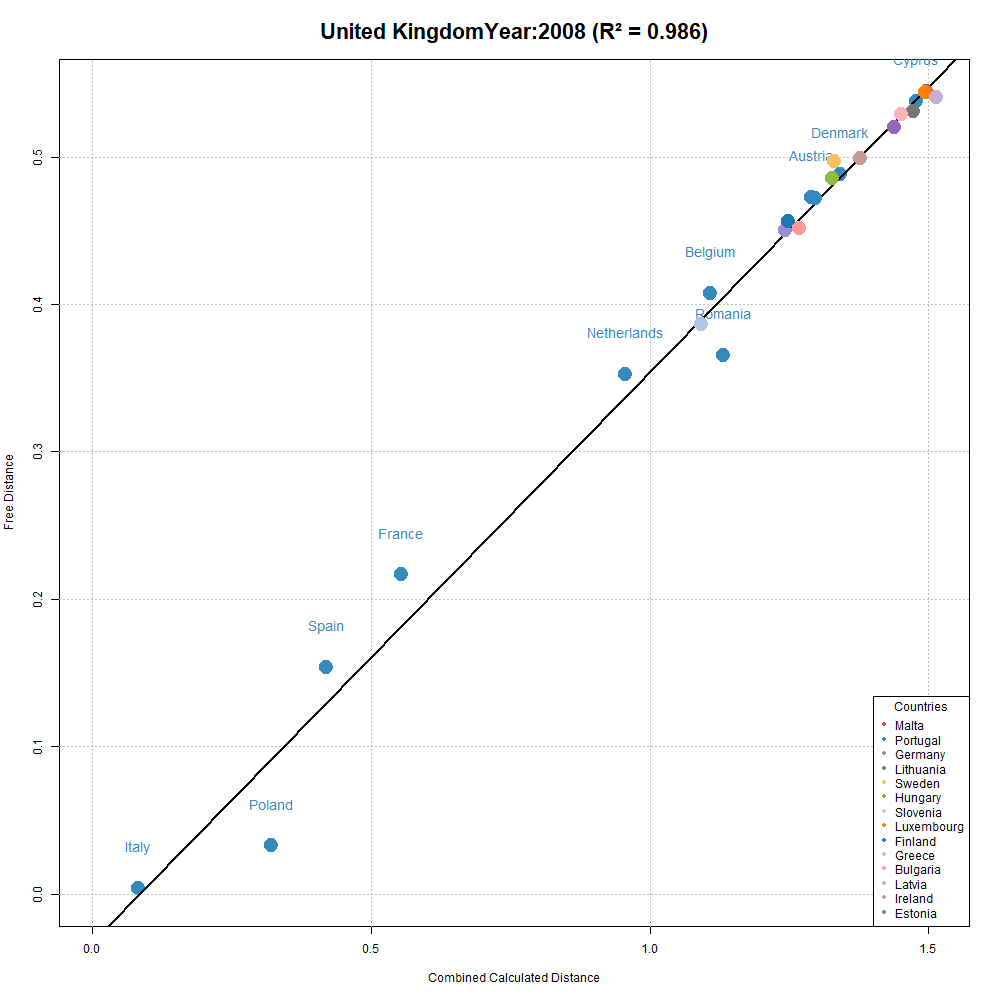 United KingdomYear:2008 (R² = 0.986)
Cyprus
Denmark
Austria
Belgium
Romania
Netherlands
France
Spain
Poland
Italy
Free Distance
0.5
0.4
0.3
0.2
0.1
0.0
0.0 0.5 1.0 1.5
Combined Calculated Distance
Countries
Malta
Portugal
Germany
Lithuania
Sweden
Hungary
Slovenia
Luxembourg
Finland
Greece
Bulgaria
Latvia
Ireland
Estonia